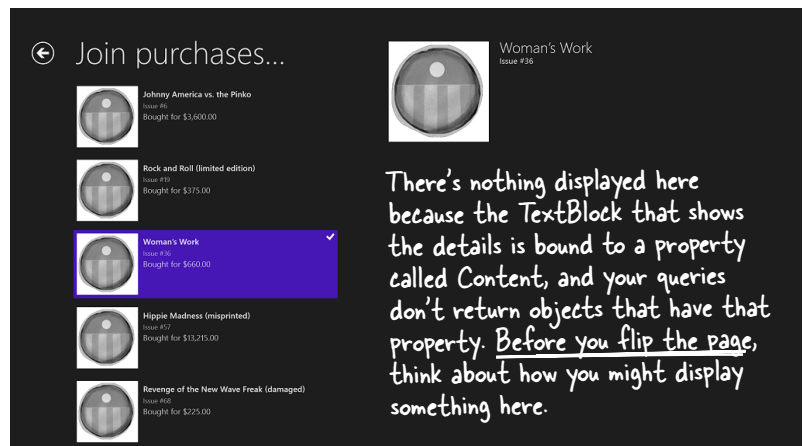 Join purchases...
Johnny America vs. the Pinko
Issue #6
Bought for $3,600.00
Rock and Roll (limited edition)
Issue #19
Bought for $375.00
Woman's Work
Issue #36
Bought for $660.00
Hippie Madness (misprinted)
Issue #57
Bought for $13,215.00
Revenge of the New Wave Freak (damaged)
Issue #68
Bought for $225.00
Woman's Work
Issue #36
There's nothing displayed here
because the TextBlock that shows
the details is bound to a property
called Content, and your queries
don't return objects that have that
property. Before you flip the page,
think about how you might display
something here.